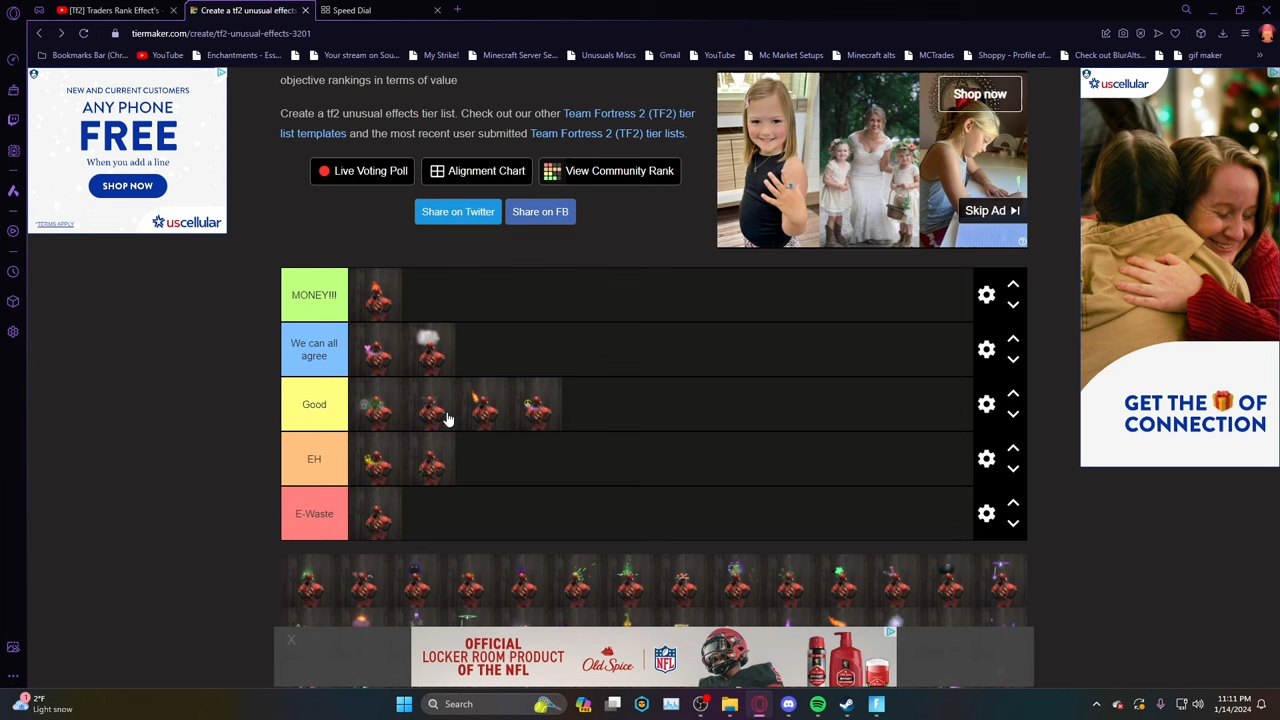 [Tf2] Traders Rank Effect's
Create a tf2 unusual effects
Speed Dial
tiermaker.com/create/tf2-unusual-effects-3201
Bookmarks Bar (Chr...
YouTube
Enchantments - Ess...
Your stream on Sou...
My Strike!
Minecraft Server Se...
Unusuals Misc
Gmail
YouTube
Mc Market Setups
Minecraft alts
MCTrades
Shoppy - Profile of...
Check out BlurAlts...
gif maker
NEW AND CURRENT CUSTOMERS
ANY PHONE
FREE
When you add a line
SHOP NOW
*TERMS APPLY
uscellular
objective rankings in terms of value
Create a tf2 unusual effects tier list. Check out our other Team Fortress 2 (TF2) tier
list templates and the most recent user submitted Team Fortress 2 (TF2) tier lists.
Live Voting Poll
Alignment Chart
View Community Rank
Share on Twitter
Share on FB
Shop now
Skip Ad
uscellular
GET THE OF
CONNECTION
MONEY!!!
We can all
agree
Good
EH
E-Waste
X
OFFICIAL
LOCKER ROOM PRODUCT
OF THE NFL
Old Spice
NFL
1
2°F
Light snow
Search
11:11 PM
1/14/2024